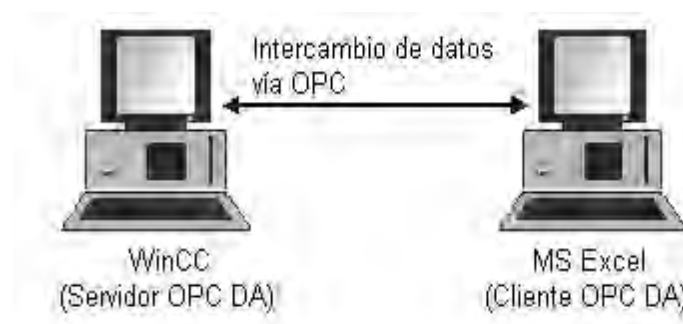 Intercambio de datos
vía OPC
WinCC
(Servidor OPC DA)
MS Excel
(Cliente OPC DA)